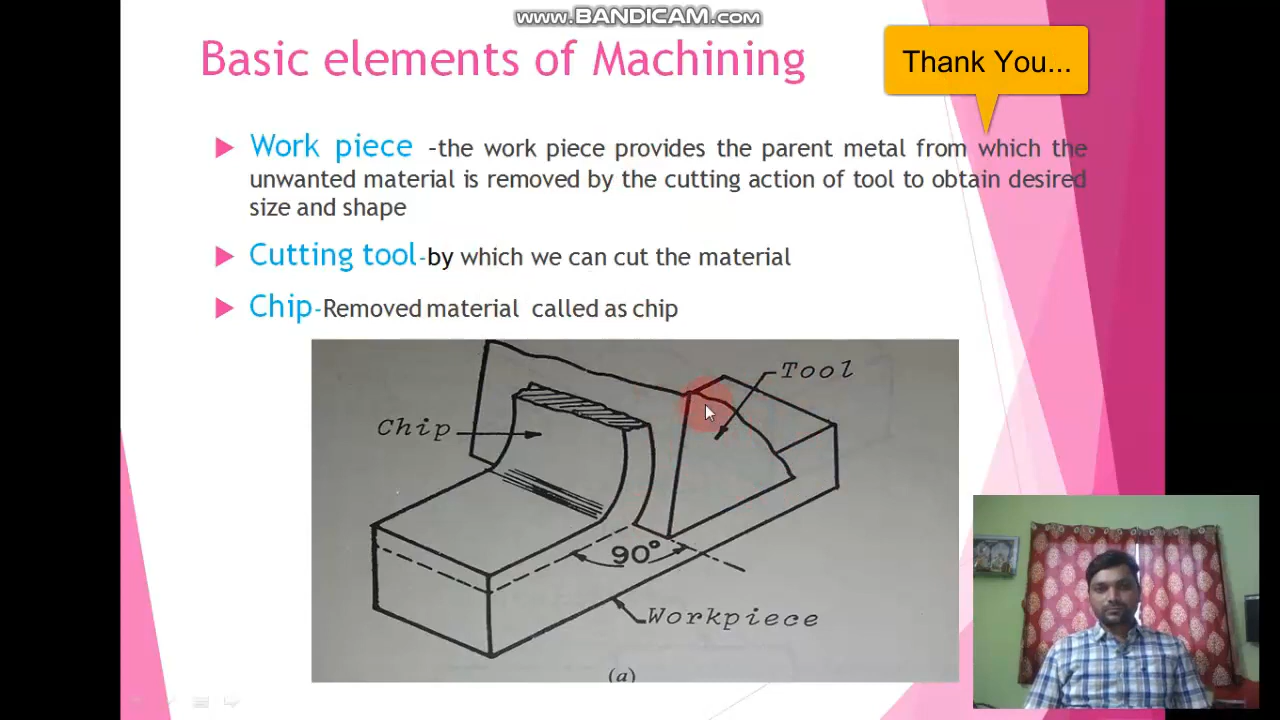 www.BANDICAM.com
Basic elements of Machining
Thank You...
Work piece –the work piece provides the parent metal from which the
unwanted material is removed by the cutting action of tool to obtain desired
size and shape
Cutting tool-by which we can cut the material
Chip-Removed material called as chip
Tool
Chip
90°
Workpiece
(a)